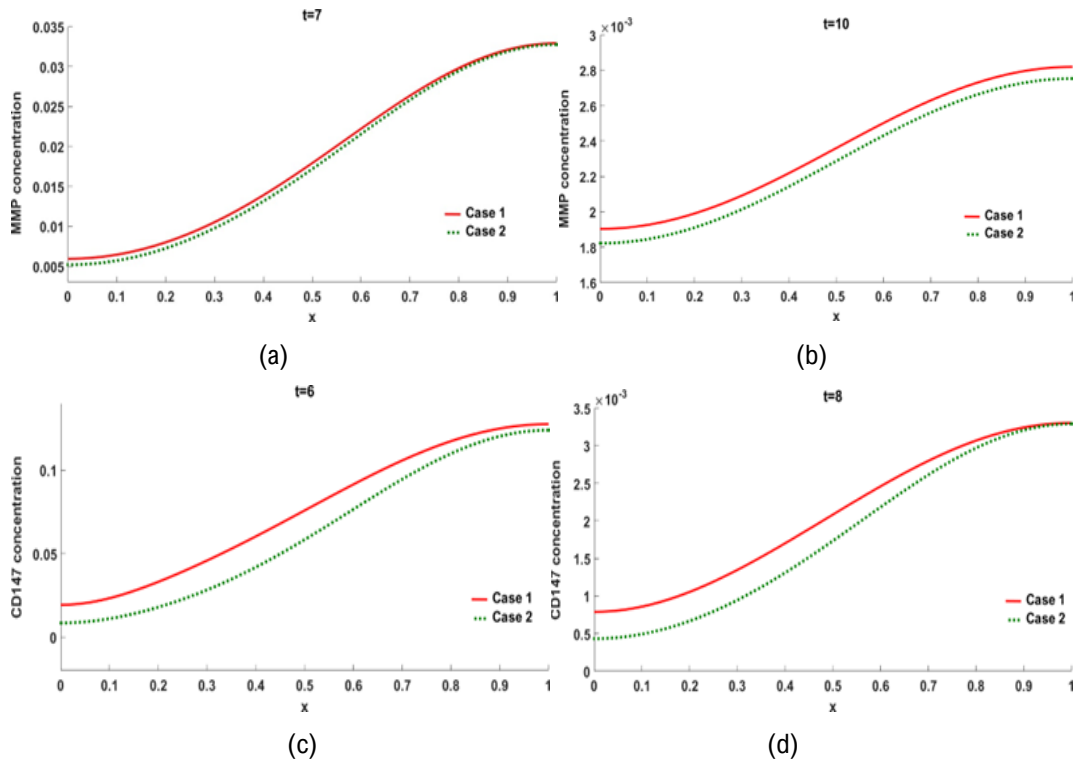 t=7
MMP concentration
0.035
0.03
0.025
0.02
0.015
0.01
0.005
Case 1
Case 2
0 0.1 0.2 0.3 0.4 0.5 0.6 0.7 0.8 0.9 1
x
(a)
t=10
×10⁻³
MMP concentration
3
2.8
2.6
2.4
2.2
2
1.8
1.6
Case 1
Case 2
0 0.1 0.2 0.3 0.4 0.5 0.6 0.7 0.8 0.9 1
x
(b)
t=6
CD147 concentration
0.1
0.05
0
Case 1
Case 2
0 0.1 0.2 0.3 0.4 0.5 0.6 0.7 0.8 0.9 1
x
(c)
t=8
×10⁻³
CD147 concentration
3.5
3
2.5
2
1.5
1
0.5
0
Case 1
Case 2
0 0.1 0.2 0.3 0.4 0.5 0.6 0.7 0.8 0.9 1
x
(d)